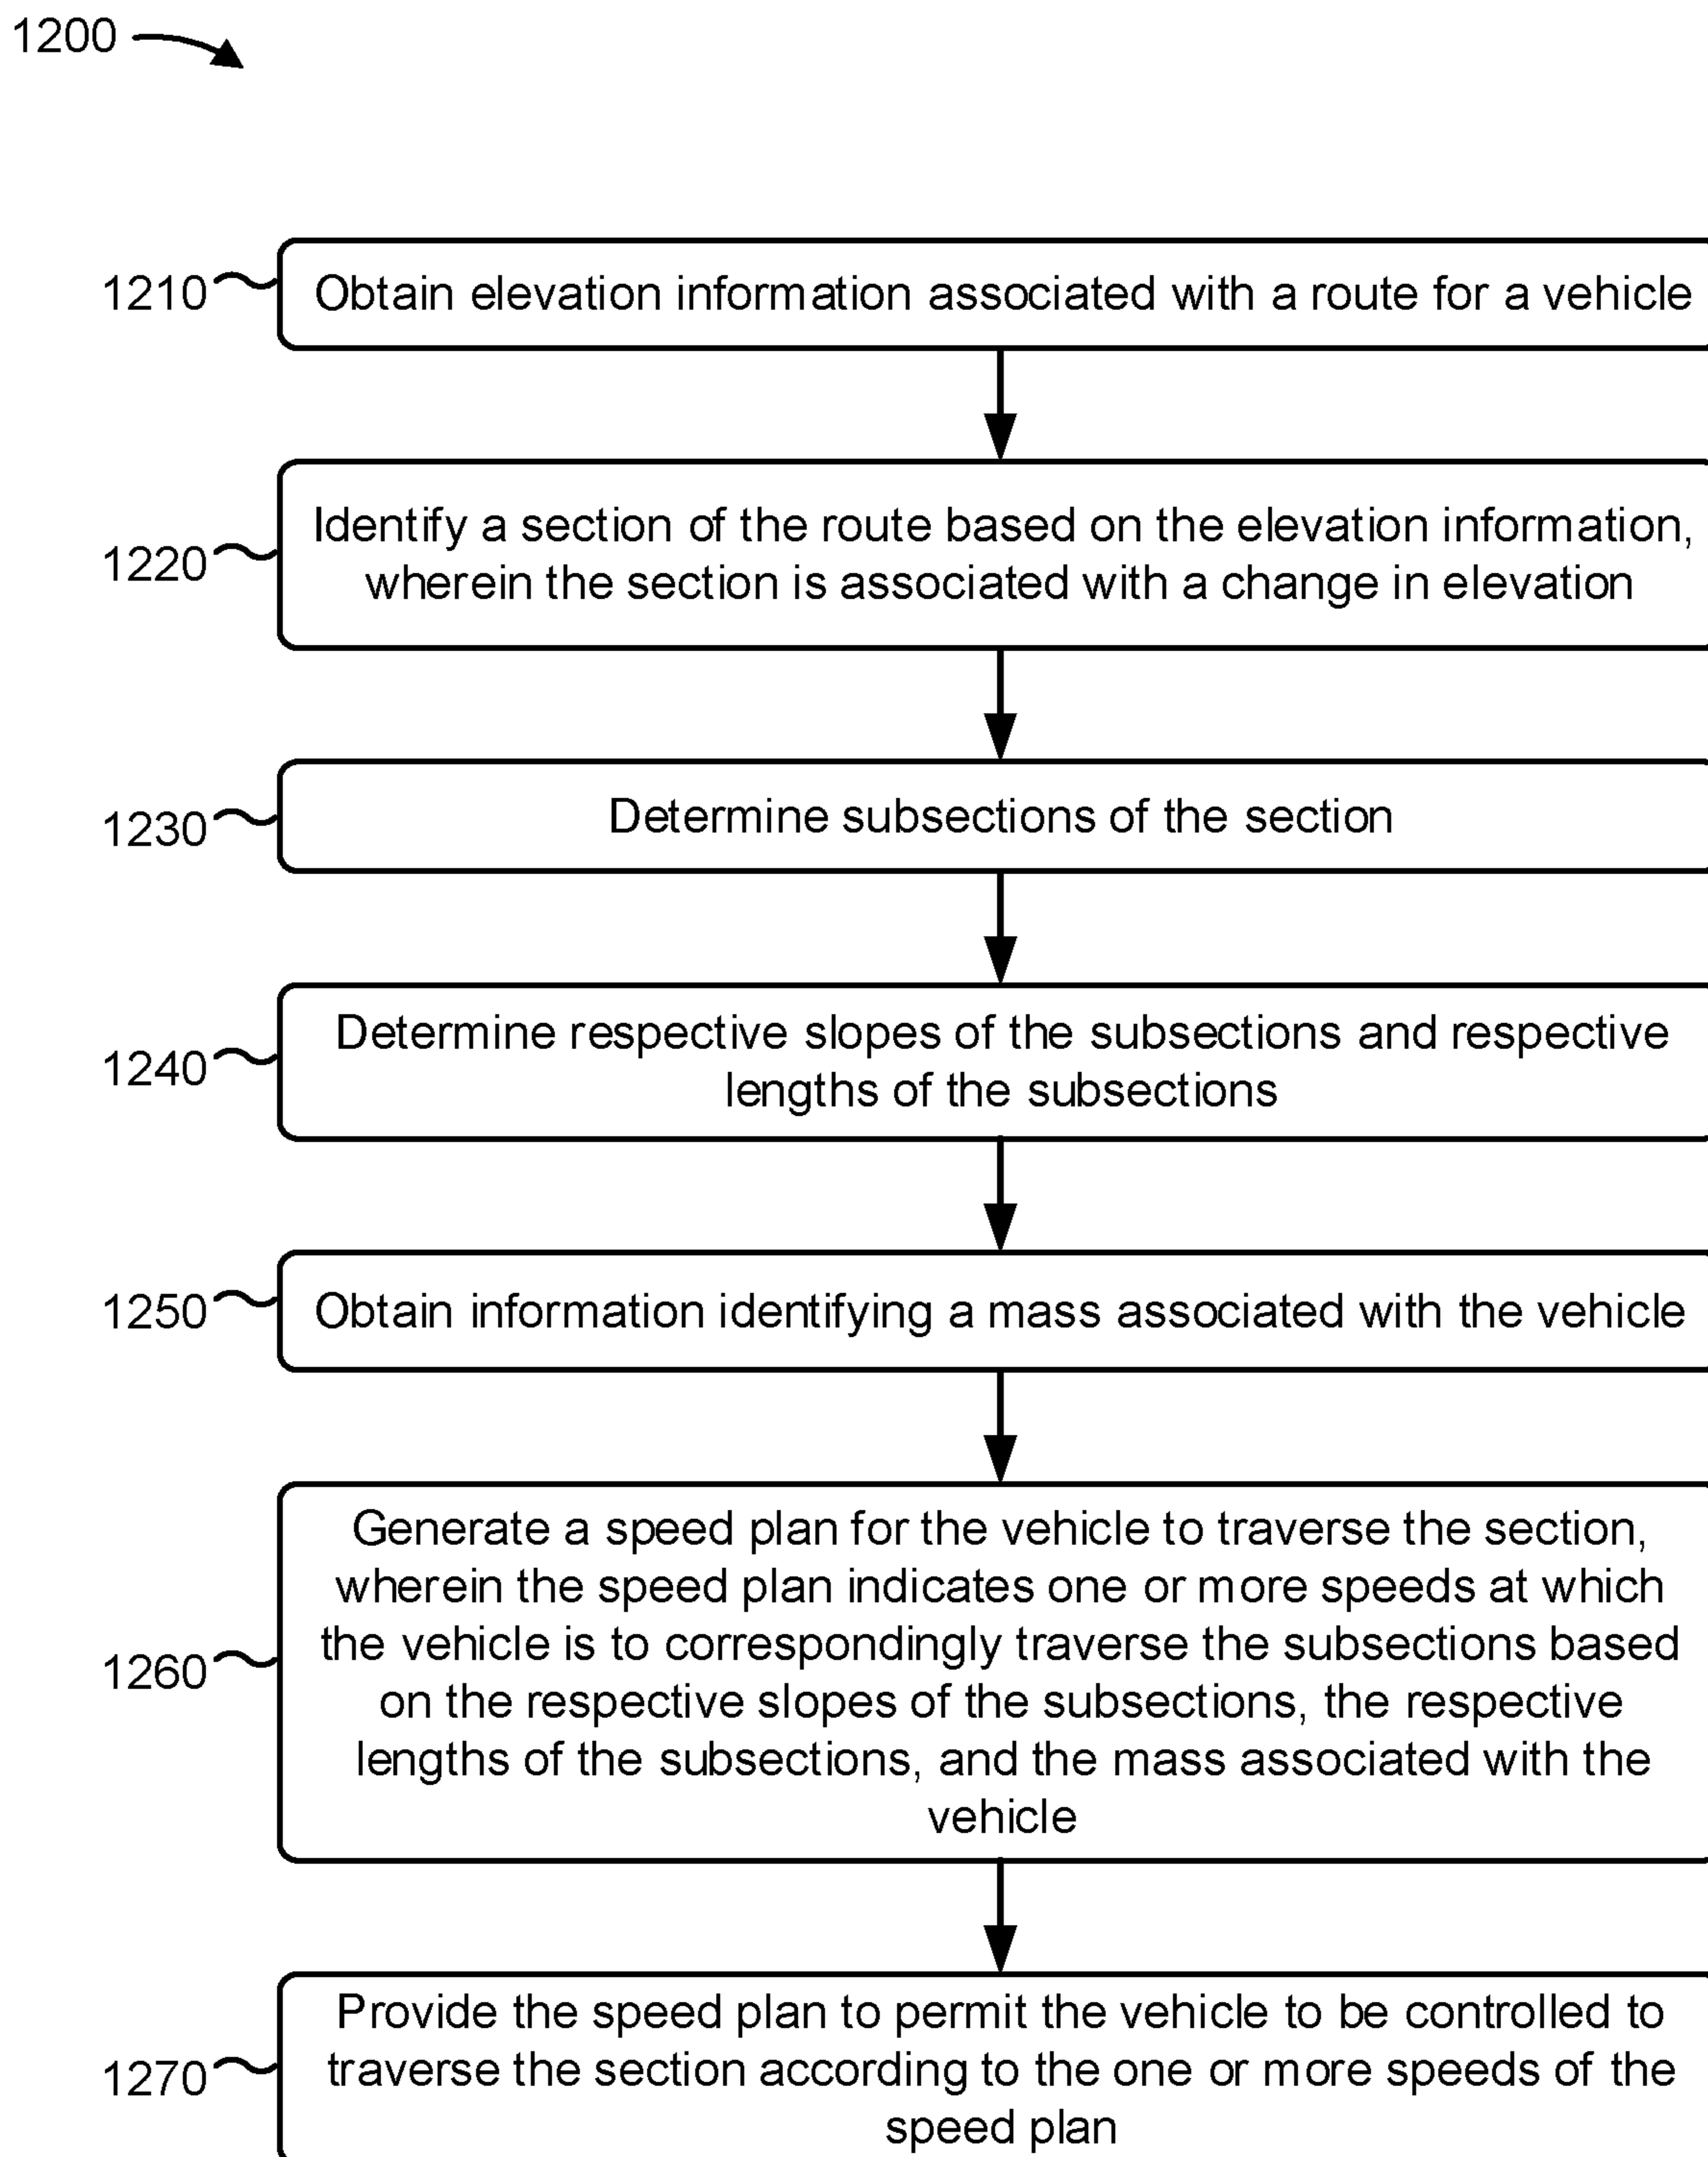 1200
1210
Obtain elevation information associated with a route for a vehicle
1220
Identify a section of the route based on the elevation information,
wherein the section is associated with a change in elevation
1230
Determine subsections of the section
1240
Determine respective slopes of the subsections and respective
lengths of the subsections
1250
Obtain information identifying a mass associated with the vehicle
1260
Generate a speed plan for the vehicle to traverse the section,
wherein the speed plan indicates one or more speeds at which
the vehicle is to correspondingly traverse the subsections based
on the respective slopes of the subsections, the respective
lengths of the subsections, and the mass associated with the
vehicle
1270
Provide the speed plan to permit the vehicle to be controlled to
traverse the section according to the one or more speeds of the
speed plan